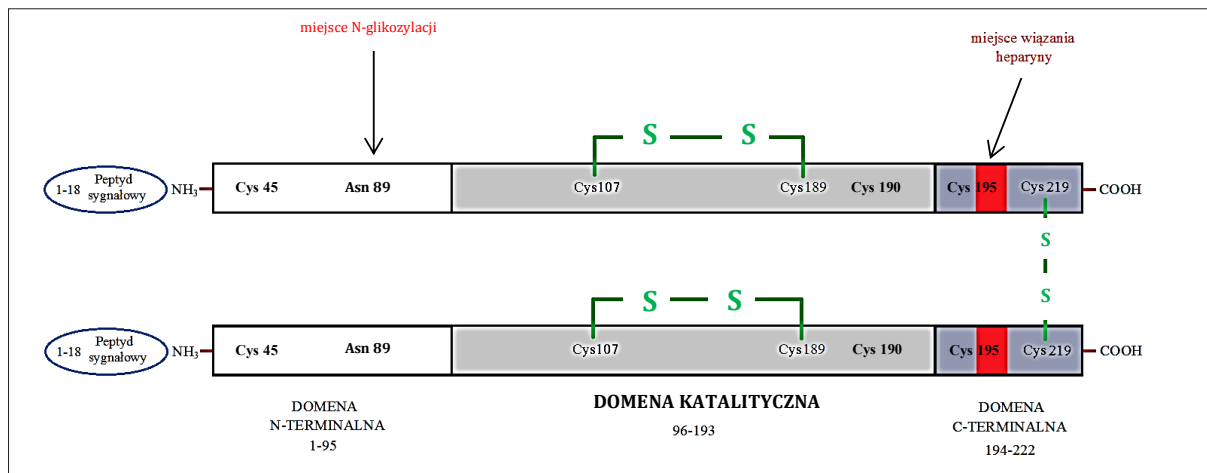 miejsce N-glikozylacji
miejsce wiązania
heparyny
S S
1-18 Peptyd
sygnałowy
NH₃
Cys 45
Asn 89
Cys107
Cys189
Cys 190
Cys 195
Cys219
COOH
S
S S
S
1-18 Peptyd
sygnałowy
NH₃
Cys 45
Asn 89
Cys107
Cys189
Cys 190
Cys 195
Cys219
COOH
DOMENA
N-TERMINALNA
1-95
DOMENA KATALITYCZNA
96-193
DOMENA
C-TERMINALNA
194-222